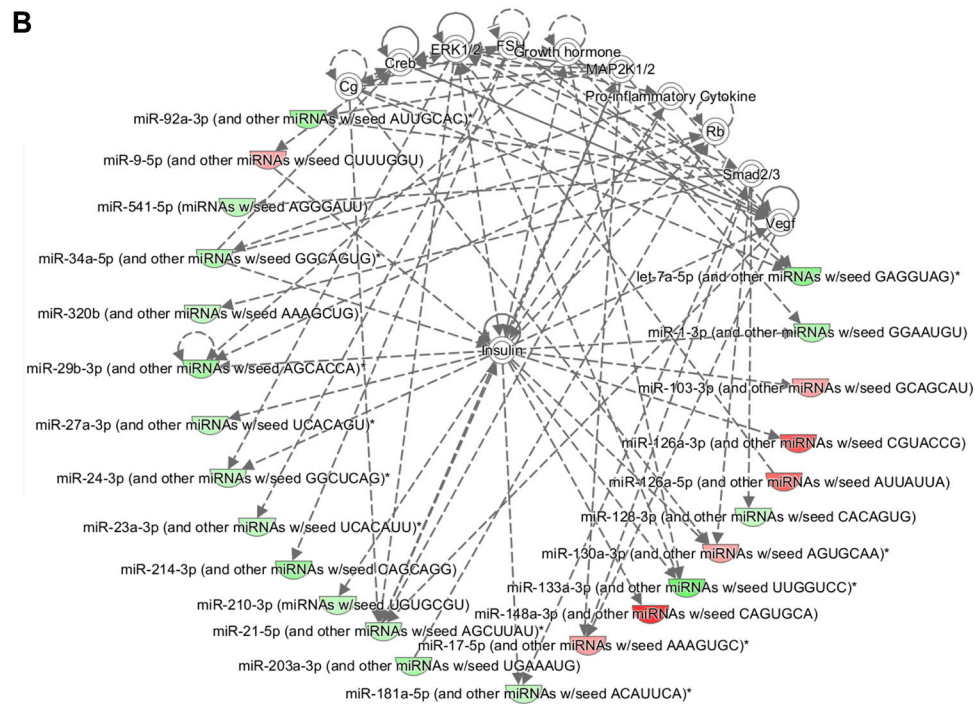 B
ERK1/2
FSH
Growth hormone
Creb
MAP2K1/2
Cg
Pro-inflammatory Cytokine
miR-92a-3p (and other miRNAs w/seed AUUGCAC)*
Rb
miR-9-5p (and other miRNAs w/seed CUUUGGU)
Smad2/3
miR-541-5p (miRNAs w/seed AGGGAUU)
Vegf
miR-34a-5p (and other miRNAs w/seed GGCAGUG)*
let-7a-5p (and other miRNAs w/seed GAGGUAG)*
miR-320b (and other miRNAs w/seed AAAGCUG)
miR-1-3p (and other miRNAs w/seed GGAAUGU)
Insulin
miR-29b-3p (and other miRNAs w/seed AGCACCA)*
miR-103-3p (and other miRNAs w/seed GCAGCAU)
miR-27a-3p (and other miRNAs w/seed UCACAGU)*
miR-126a-3p (and other miRNAs w/seed CGUACCG)
miR-24-3p (and other miRNAs w/seed GGCUCAG)*
miR-126a-5p (and other miRNAs w/seed AUUAUUA)
miR-128-3p (and other miRNAs w/seed CACAGUG)
miR-23a-3p (and other miRNAs w/seed UCACAUU)*
miR-130a-3p (and other miRNAs w/seed AGUGCAA)*
miR-214-3p (and other miRNAs w/seed CAGCAGG)
miR-133a-3p (and other miRNAs w/seed UUGGUCC)*
miR-210-3p (miRNAs w/seed UGUGCGU)
miR-148a-3p (and other miRNAs w/seed CAGUGCA)
miR-21-5p (and other miRNAs w/seed AGCUUAU)*
miR-17-5p (and other miRNAs w/seed AAAGUGC)*
miR-203a-3p (and other miRNAs w/seed UGAAAUG)
miR-181a-5p (and other miRNAs w/seed ACAUUCA)*